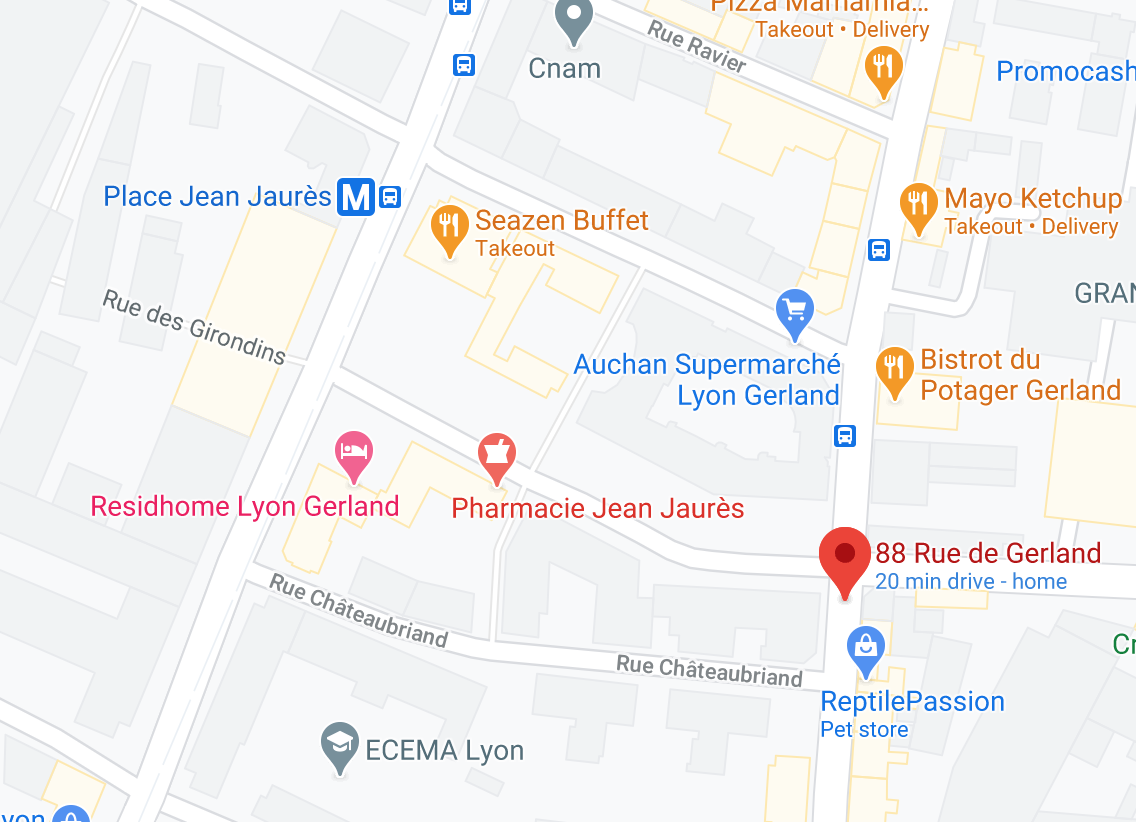 Pizza Mamamia...
Takeout • Delivery
Rue Ravier
Cnam
Promocash
Place Jean Jaurès
M
Seazen Buffet
Takeout
Mayo Ketchup
Takeout • Delivery
GRAN
Rue des Girondins
Auchan Supermarché
Lyon Gerland
Bistrot du
Potager Gerland
Residhome Lyon Gerland
Pharmacie Jean Jaurès
88 Rue de Gerland
20 min drive - home
Rue Châteaubriand
Rue Châteaubriand
Cr
ReptilePassion
Pet store
ECEMA Lyon
yon